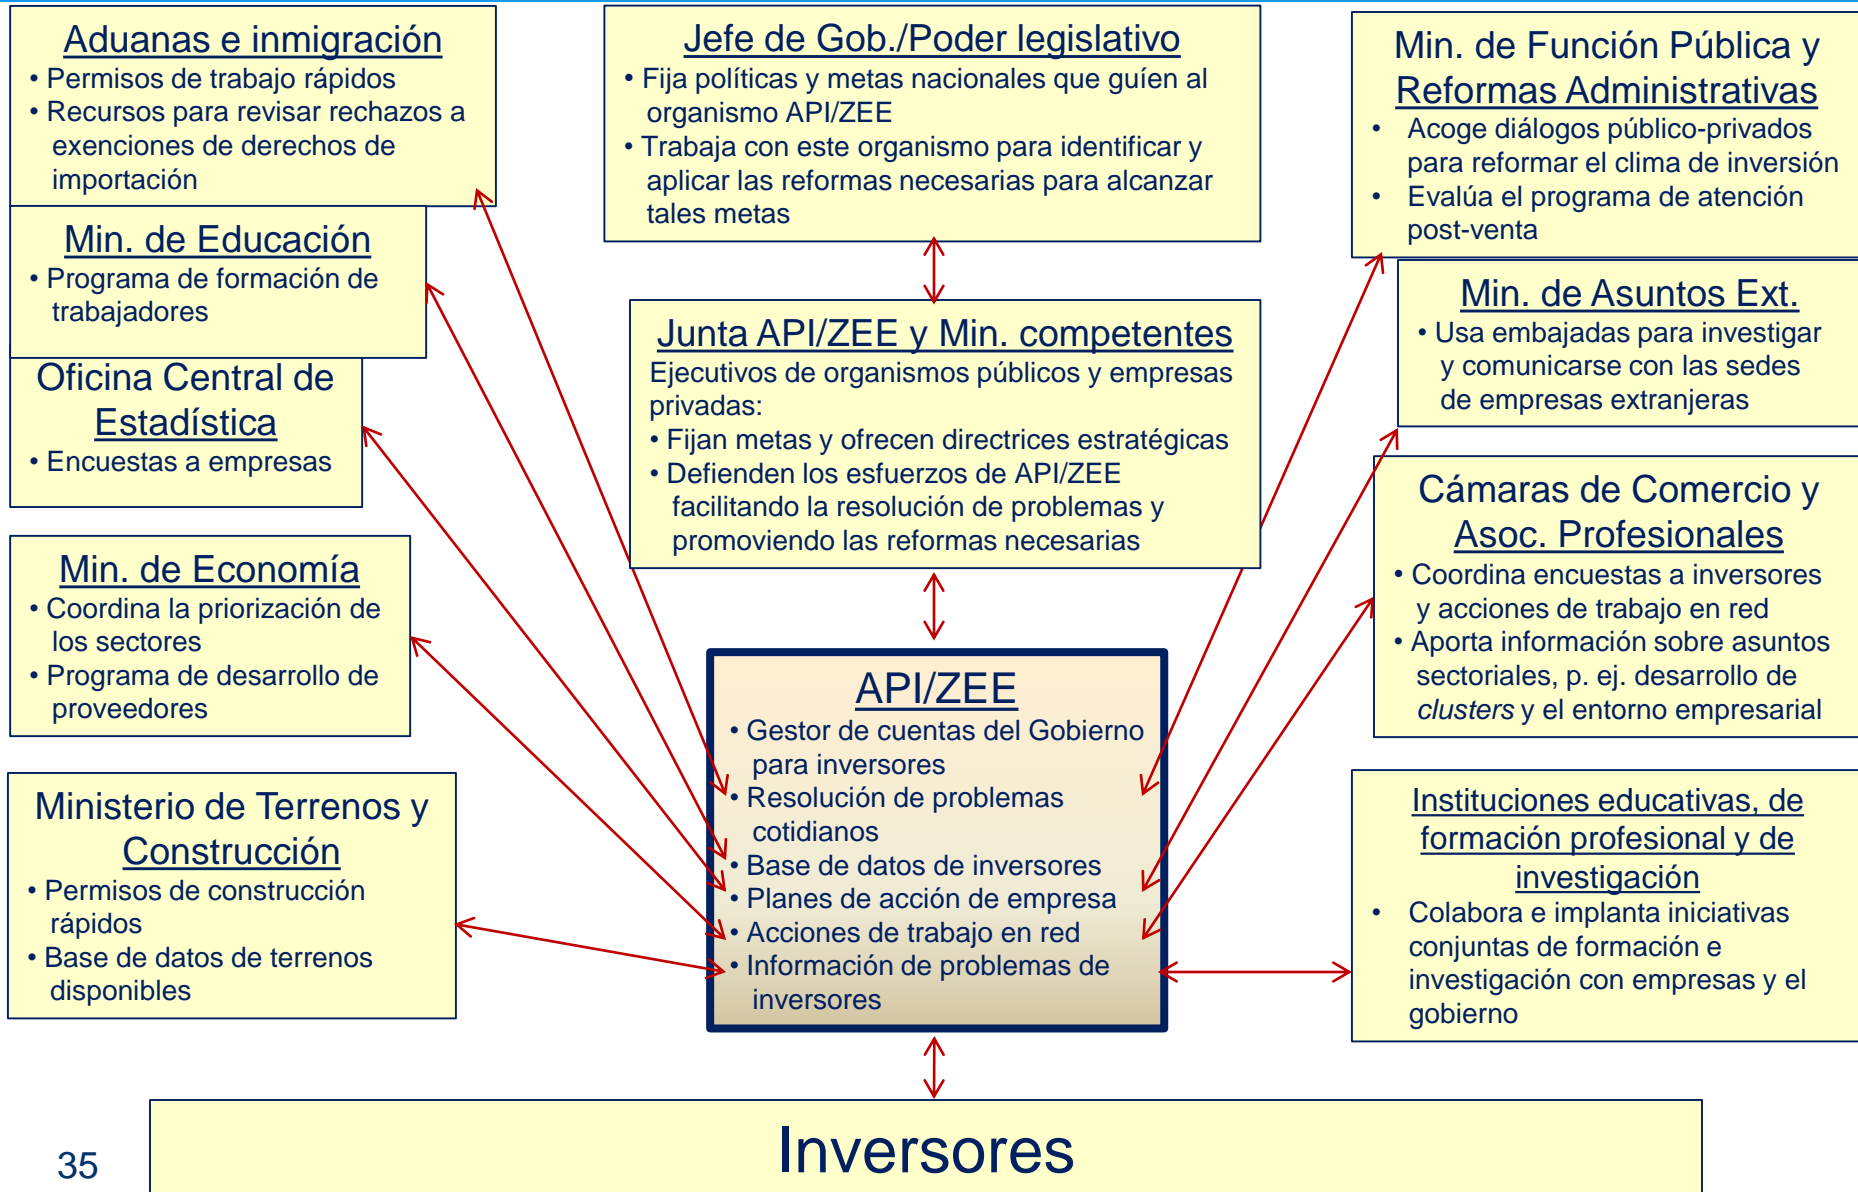 Aduanas e inmigración
• Permisos de trabajo rápidos
• Recursos para revisar rechazos a
exenciones de derechos de
importación
Min. de Educación
• Programa de formación de
trabajadores
Oficina Central de
Estadística
• Encuestas a empresas
Min. de Economía
• Coordina la priorización de
los sectores
• Programa de desarrollo de
proveedores
Ministerio de Terrenos y
Construcción
• Permisos de construcción
rápidos
• Base de datos de terrenos
disponibles
Jefe de Gob./Poder legislativo
• Fija políticas y metas nacionales que guíen al
organismo API/ZEE
• Trabaja con este organismo para identificar y
aplicar las reformas necesarias para alcanzar
tales metas
Junta API/ZEE y Min. competentes
Ejecutivos de organismos públicos y empresas
privadas:
• Fijan metas y ofrecen directrices estratégicas
• Defienden los esfuerzos de API/ZEE
facilitando la resolución de problemas y
promoviendo las reformas necesarias
API/ZEE
• Gestor de cuentas del Gobierno
para inversores
• Resolución de problemas
cotidianos
• Base de datos de inversores
• Planes de acción de empresa
• Acciones de trabajo en red
• Información de problemas de
inversores
Min. de Función Pública y
Reformas Administrativas
• Acoge diálogos público-privados
para reformar el clima de inversión
• Evalúa el programa de atención
post-venta
Min. de Asuntos Ext.
• Usa embajadas para investigar
y comunicarse con las sedes
de empresas extranjeras
Cámaras de Comercio y
Asoc. Profesionales
• Coordina encuestas a inversores
y acciones de trabajo en red
• Aporta información sobre asuntos
sectoriales, p. ej. desarrollo de
clusters y el entorno empresarial
Instituciones educativas, de
formación profesional y de
investigación
• Colabora e implanta iniciativas
conjuntas de formación e
investigación con empresas y el
gobierno
Inversores
35